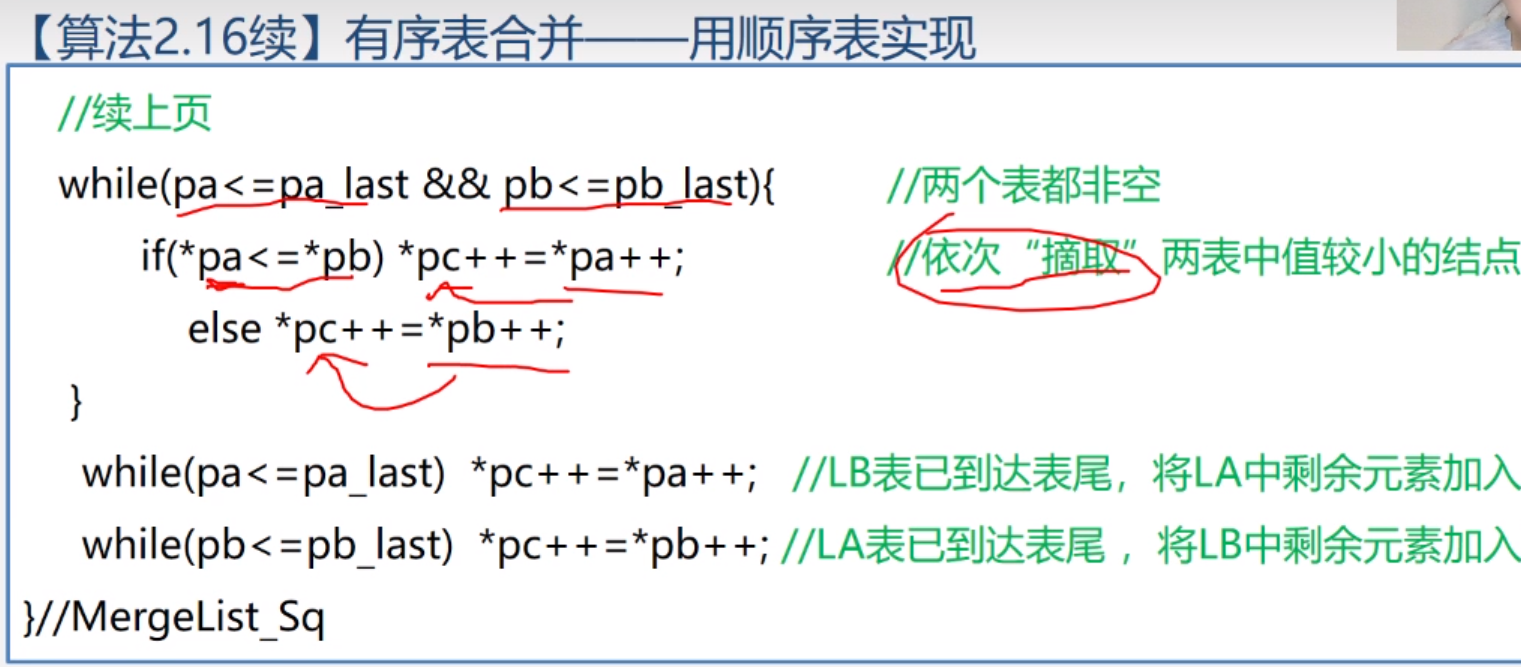 【算法2.16续】有序表合并——用顺序表实现
//续上页
while(pa<=pa_last && pb<=pb_last){ //两个表都非空
if(*pa<=*pb) *pc++=*pa++; //依次“摘取”两表中值较小的结点
else *pc++=*pb++;
}
while(pa<=pa_last) *pc++=*pa++; //LB表已到达表尾，将LA中剩余元素加入
while(pb<=pb_last) *pc++=*pb++; //LA表已到达表尾 ，将LB中剩余元素加入
}//MergeList_Sq